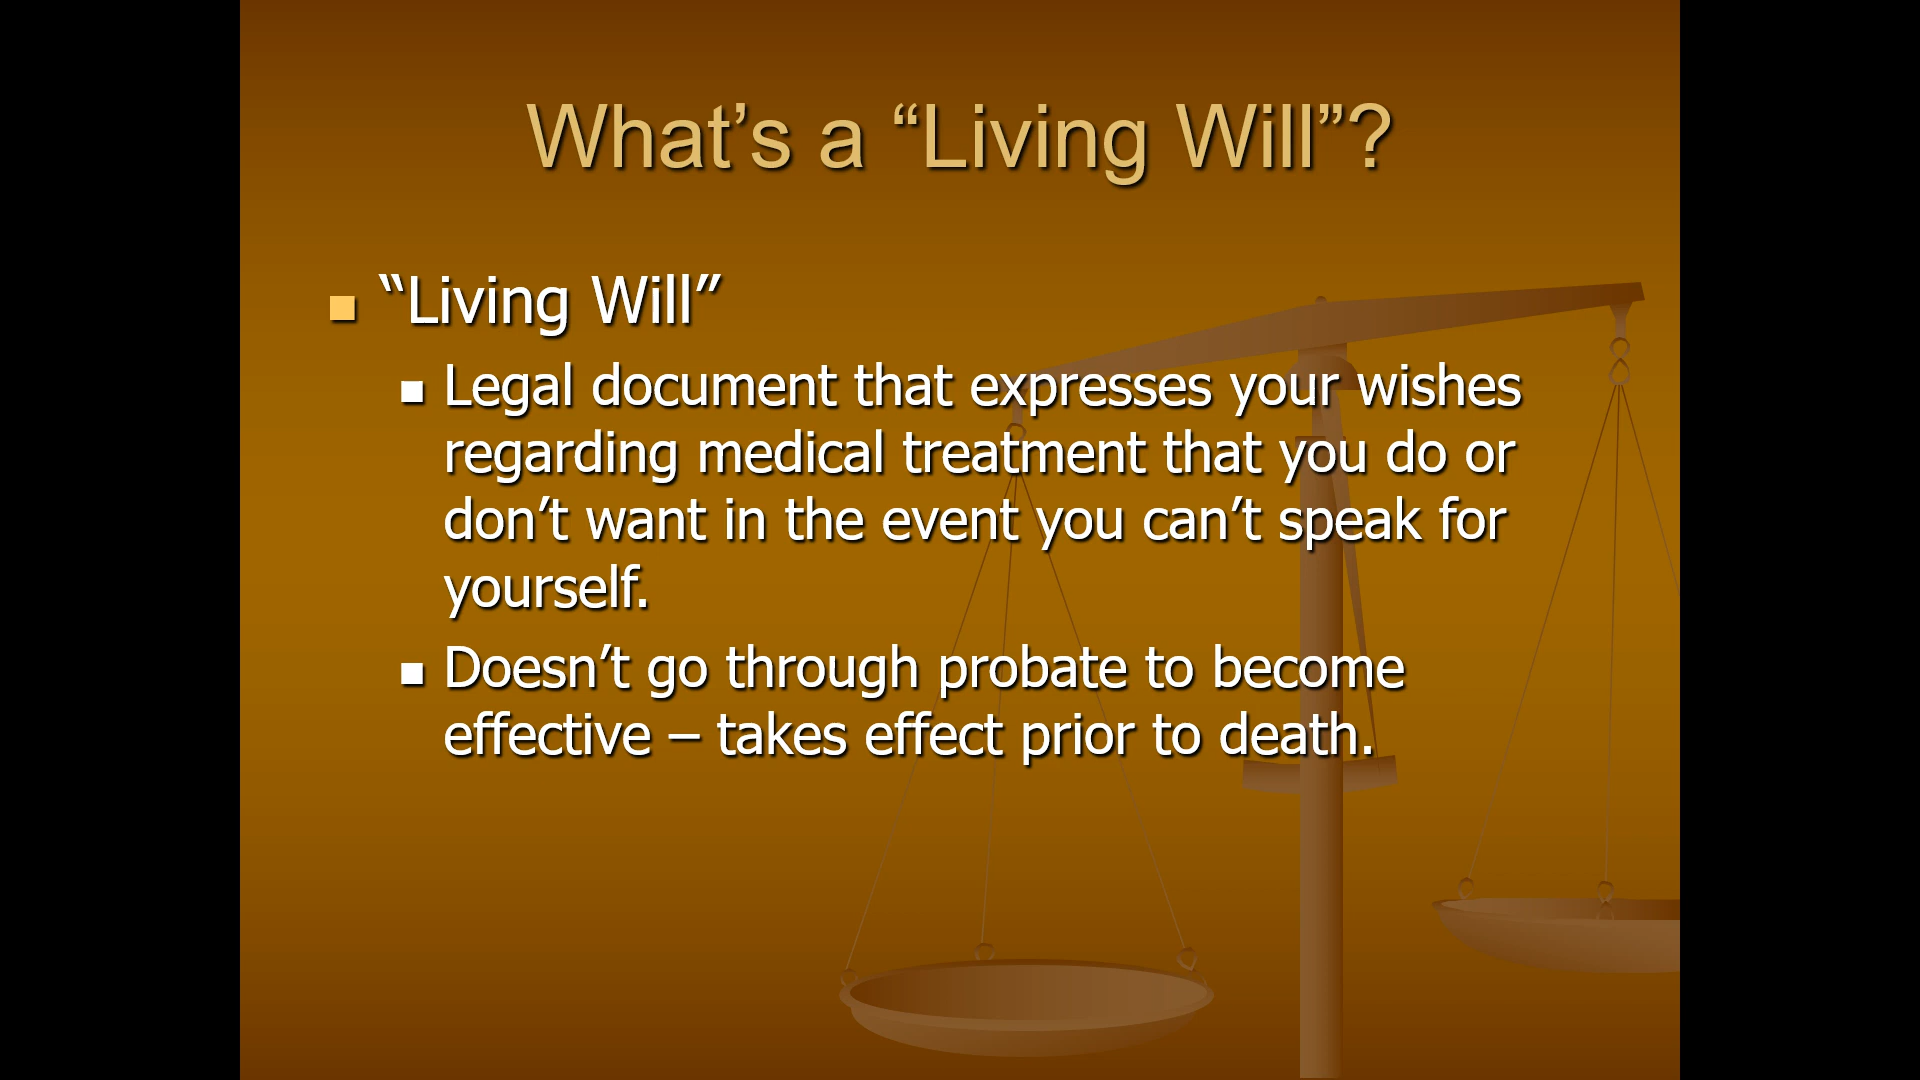 What’s a “Living Will”?
“Living Will”
Legal document that expresses your wishes
regarding medical treatment that you do or
don’t want in the event you can’t speak for
yourself.
Doesn’t go through probate to become
effective – takes effect prior to death.